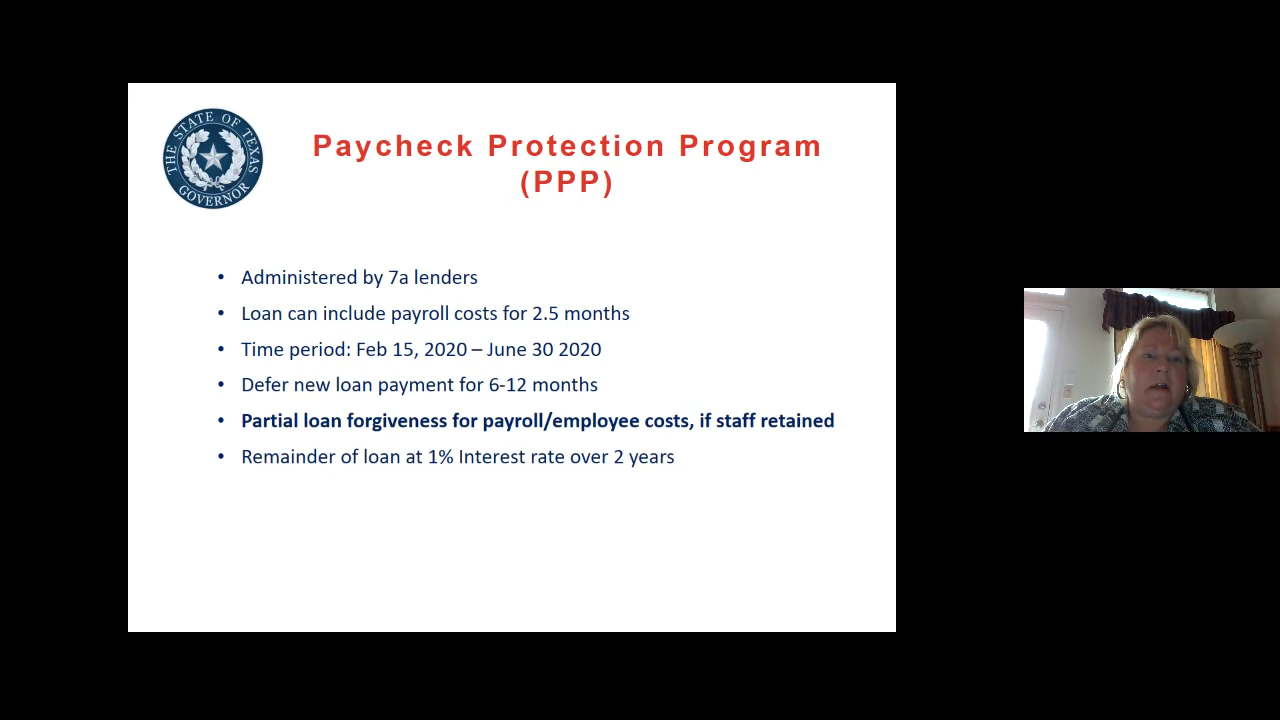 THE STATE OF TEXAS
GOVERNOR
Paycheck Protection Program
(PPP)
• Administered by 7a lenders
• Loan can include payroll costs for 2.5 months
• Time period: Feb 15, 2020 – June 30 2020
• Defer new loan payment for 6-12 months
• Partial loan forgiveness for payroll/employee costs, if staff retained
• Remainder of loan at 1% Interest rate over 2 years